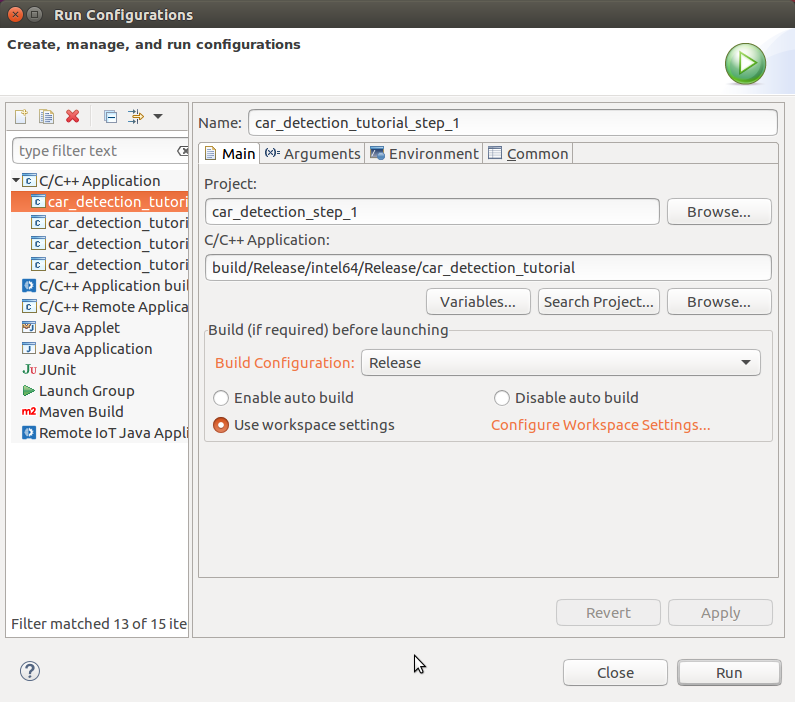 Run Configurations
Create, manage, and run configurations
type filter text
C/C++ Application
car_detection_tutori
car_detection_tutori
car_detection_tutori
car_detection_tutori
C/C++ Application buil
C/C++ Remote Applica
Java Applet
Java Application
Ju JUnit
Launch Group
m2 Maven Build
Remote IoT Java Appli
Filter matched 13 of 15 ite
Name: car_detection_tutorial_step_1
Main (x)= Arguments Environment Common
Project:
car_detection_step_1 Browse...
C/C++ Application:
build/Release/intel64/Release/car_detection_tutorial
Variables... Search Project... Browse...
Build (if required) before launching
Build Configuration: Release
Enable auto build Disable auto build
Use workspace settings Configure Workspace Settings...
Revert Apply
? Close Run